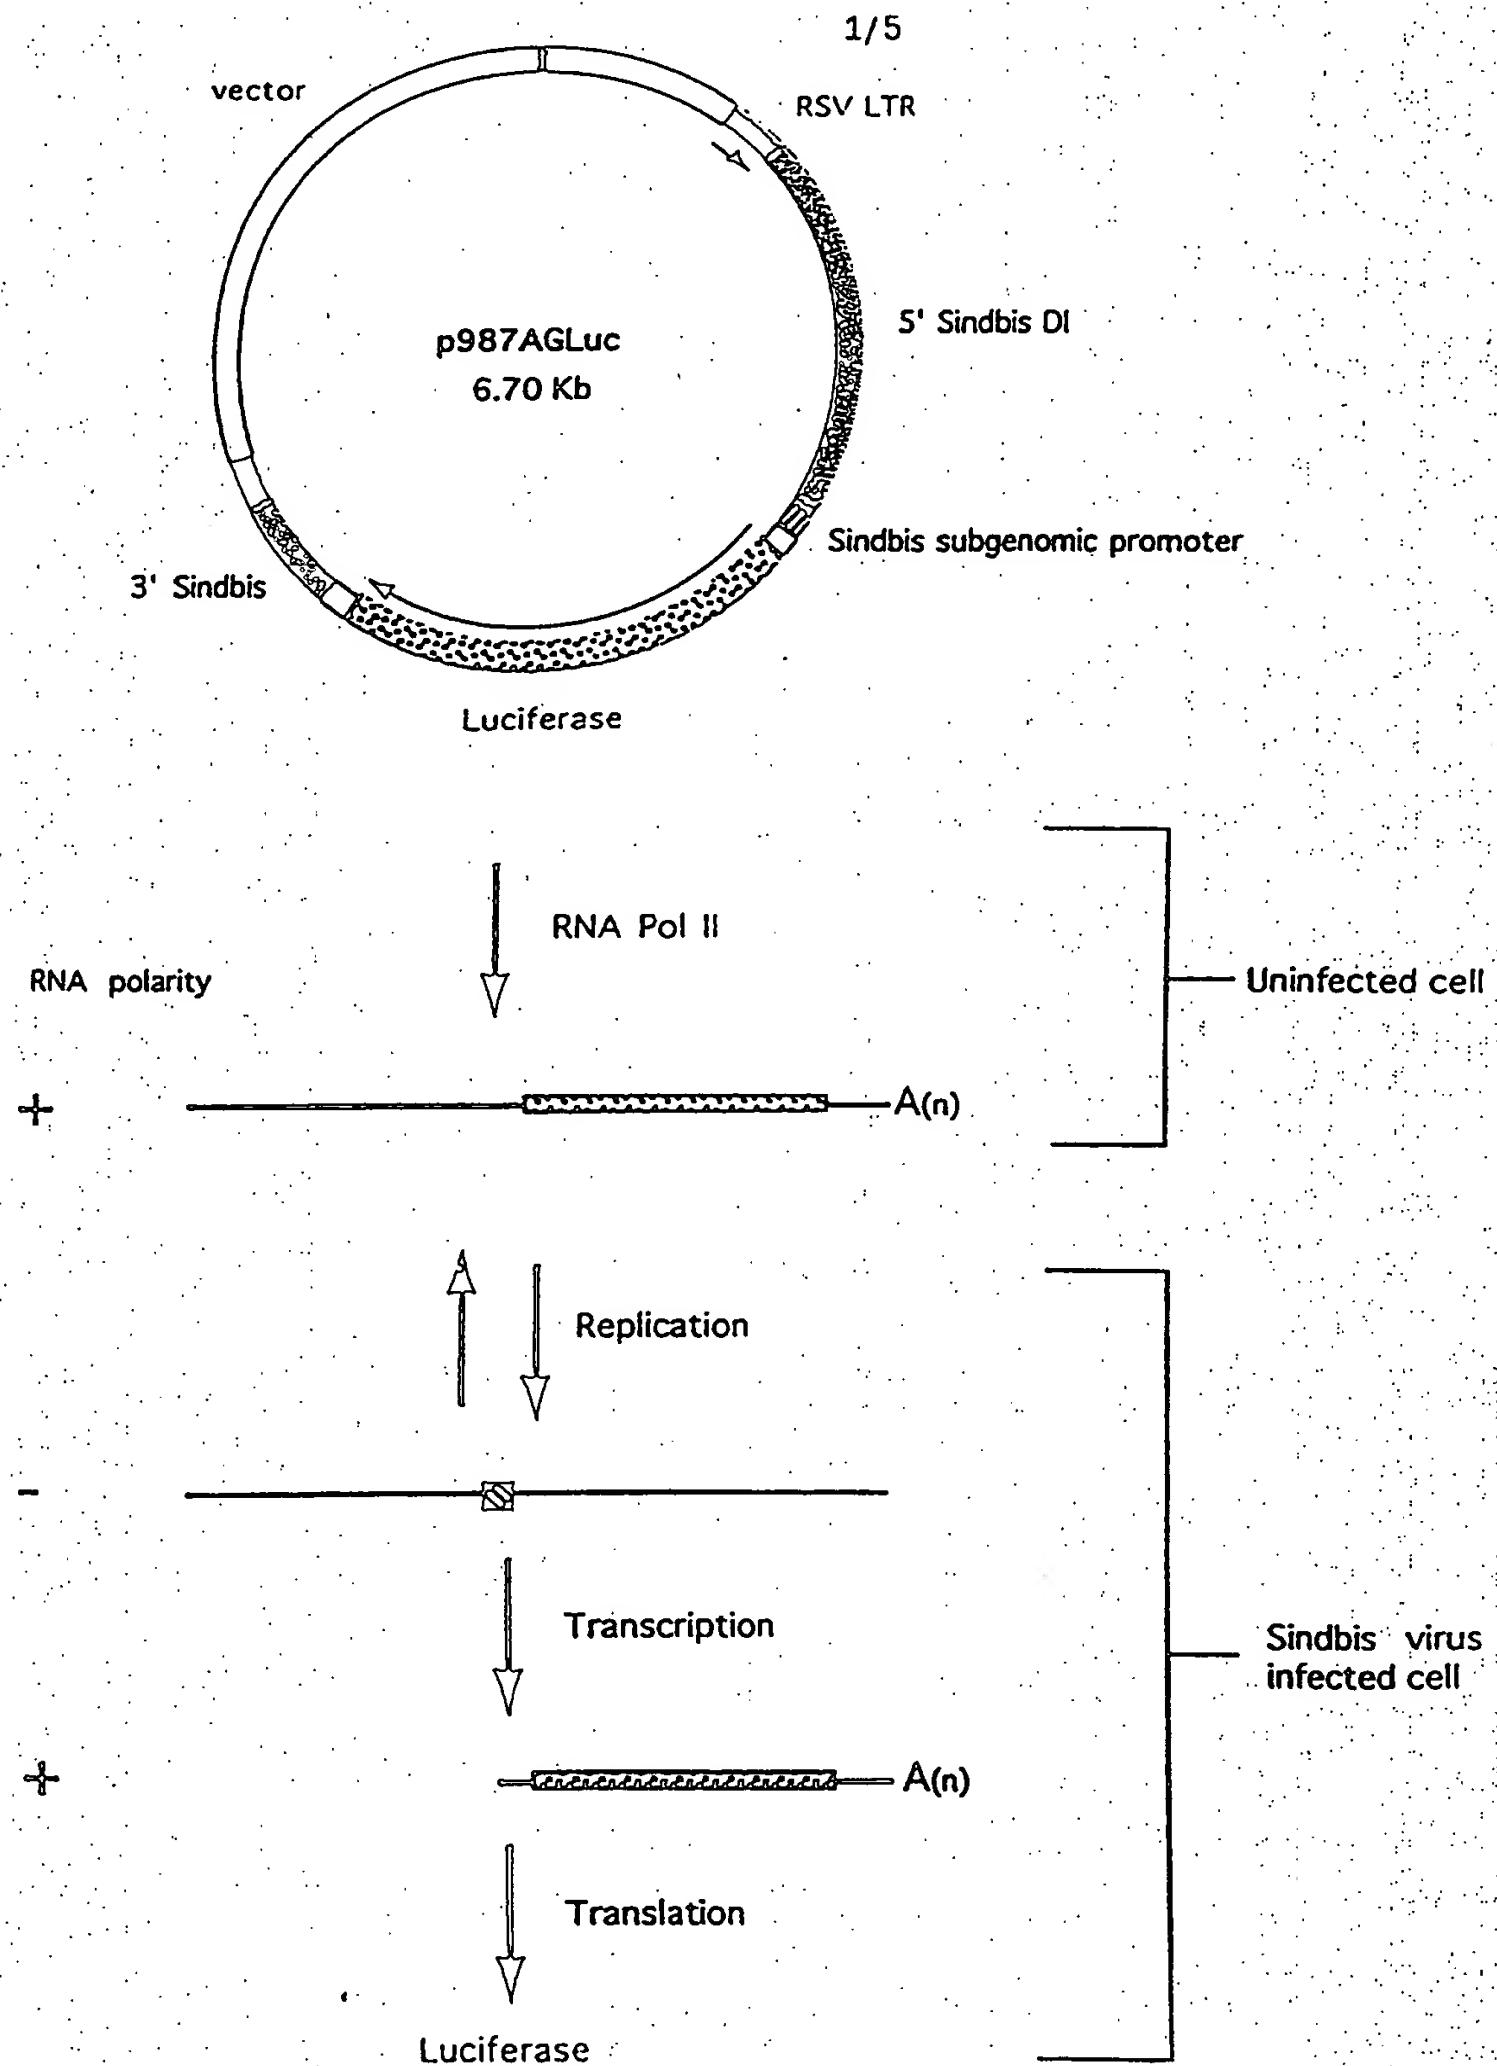 1/5
vector
RSV LTR
5' Sindbis DI
p987AGLuc
6.70 Kb
Sindbis subgenomic promoter
3' Sindbis
Luciferase
RNA Pol II
RNA polarity
Uninfected cell
+
A(n)
Replication
-
Transcription
Sindbis virus
infected cell
+
A(n)
Translation
Luciferase